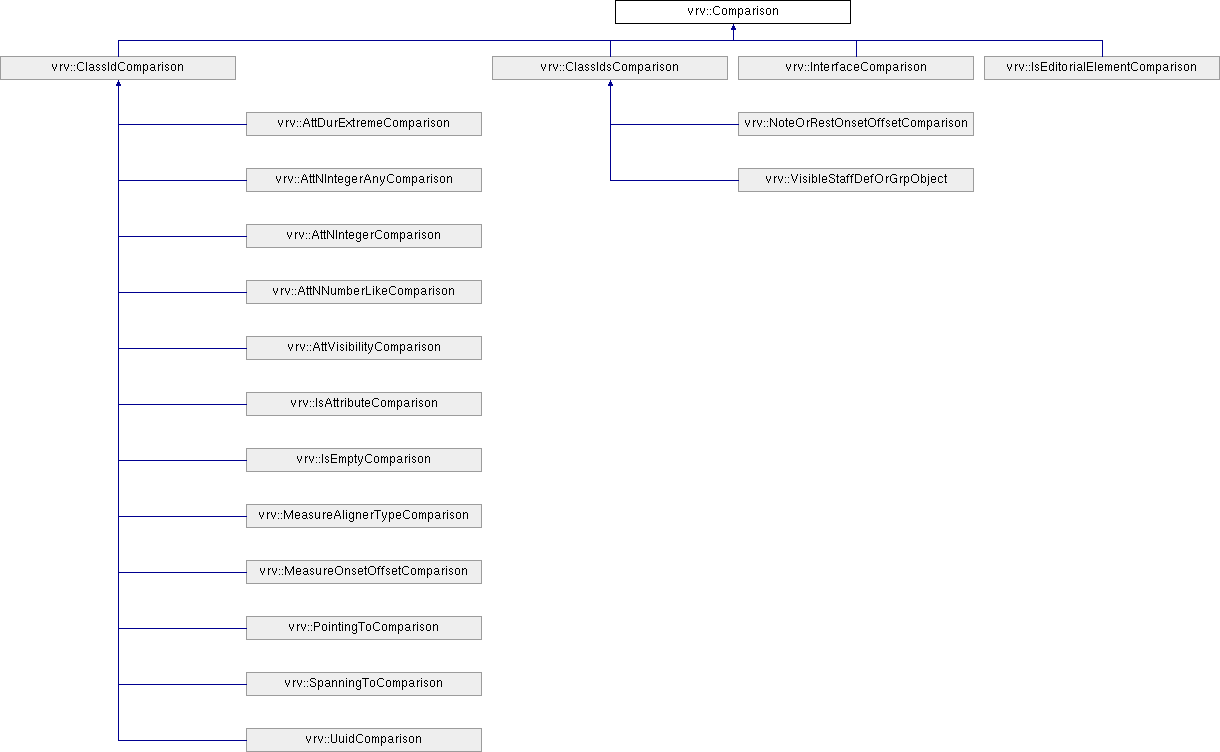 vrv::Comparison
vrv::ClassIdComparison
vrv::ClassIdsComparison
vrv::InterfaceComparison
vrv::IsEditorialElementComparison
vrv::AttDurExtremeComparison
vrv::NoteOrRestOnsetOffsetComparison
vrv::AttNIntegerAnyComparison
vrv::VisibleStaffDefOrGrpObject
vrv::AttNIntegerComparison
vrv::AttNNumberLikeComparison
vrv::AttVisibilityComparison
vrv::IsAttributeComparison
vrv::IsEmptyComparison
vrv::MeasureAlignerTypeComparison
vrv::MeasureOnsetOffsetComparison
vrv::PointingToComparison
vrv::SpanningToComparison
vrv::UuidComparison